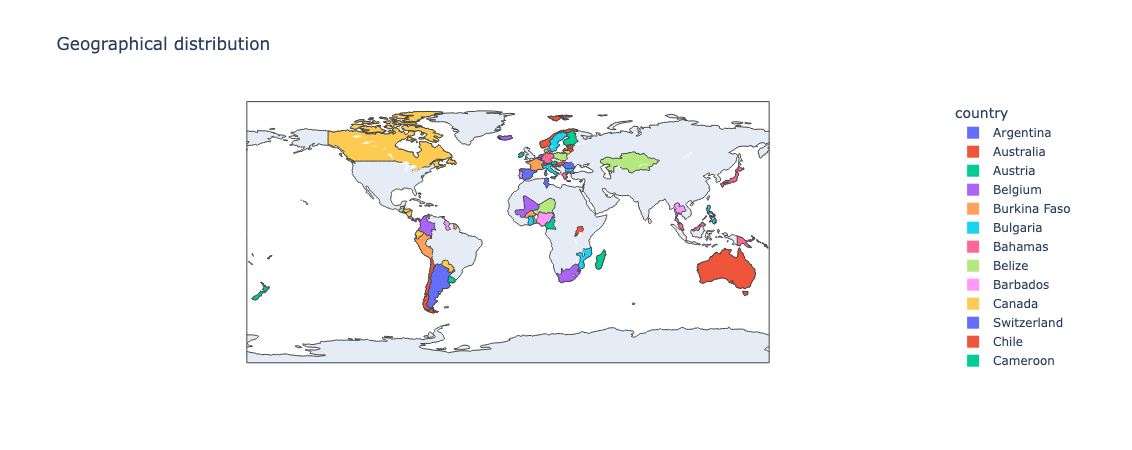 Geographical distribution
country
Argentina
Australia
Austria
Belgium
Burkina Faso
Bulgaria
Bahamas
Belize
Barbados
Canada
Switzerland
Chile
Cameroon